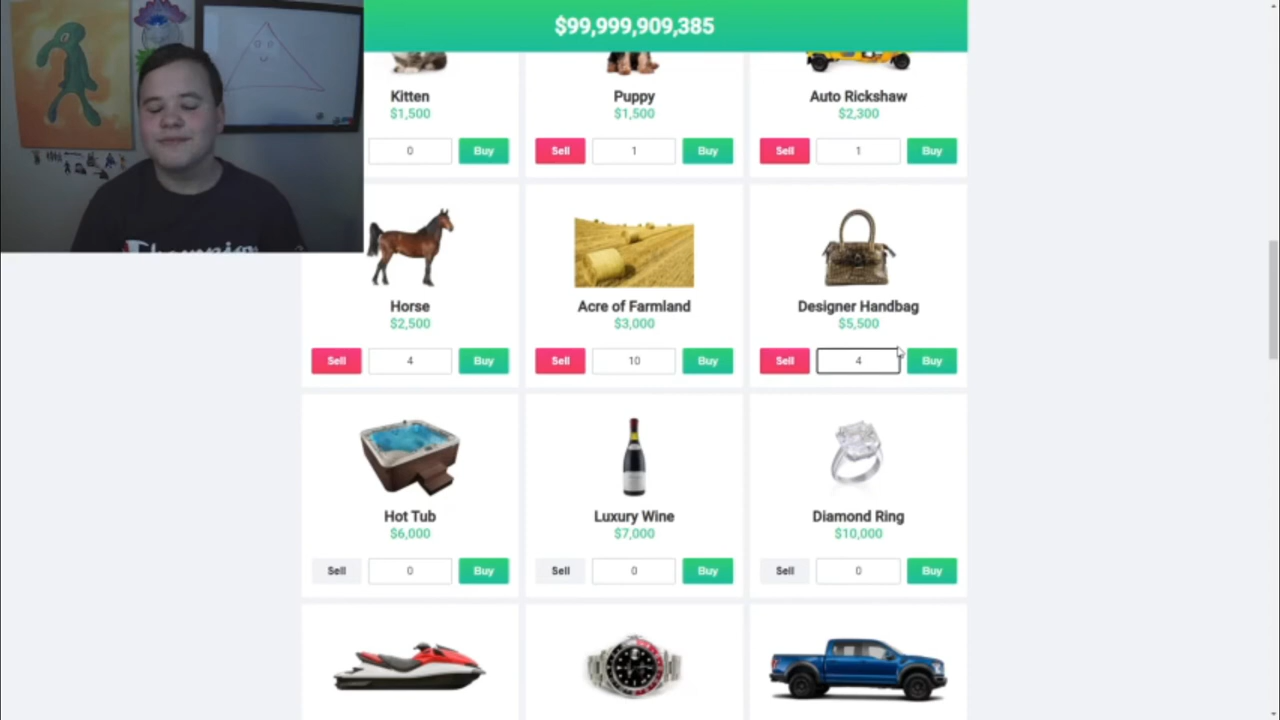 $99,999,909,385
Kitten
$1,500
0
Buy
Puppy
$1,500
Sell
1
Buy
Auto Rickshaw
$2,300
Sell
1
Buy
Champion
Horse
$2,500
Sell
4
Buy
Acre of Farmland
$3,000
Sell
10
Buy
Designer Handbag
$5,500
Sell
4
Buy
Hot Tub
$6,000
Sell
0
Buy
Luxury Wine
$7,000
Sell
0
Buy
Diamond Ring
$10,000
Sell
0
Buy